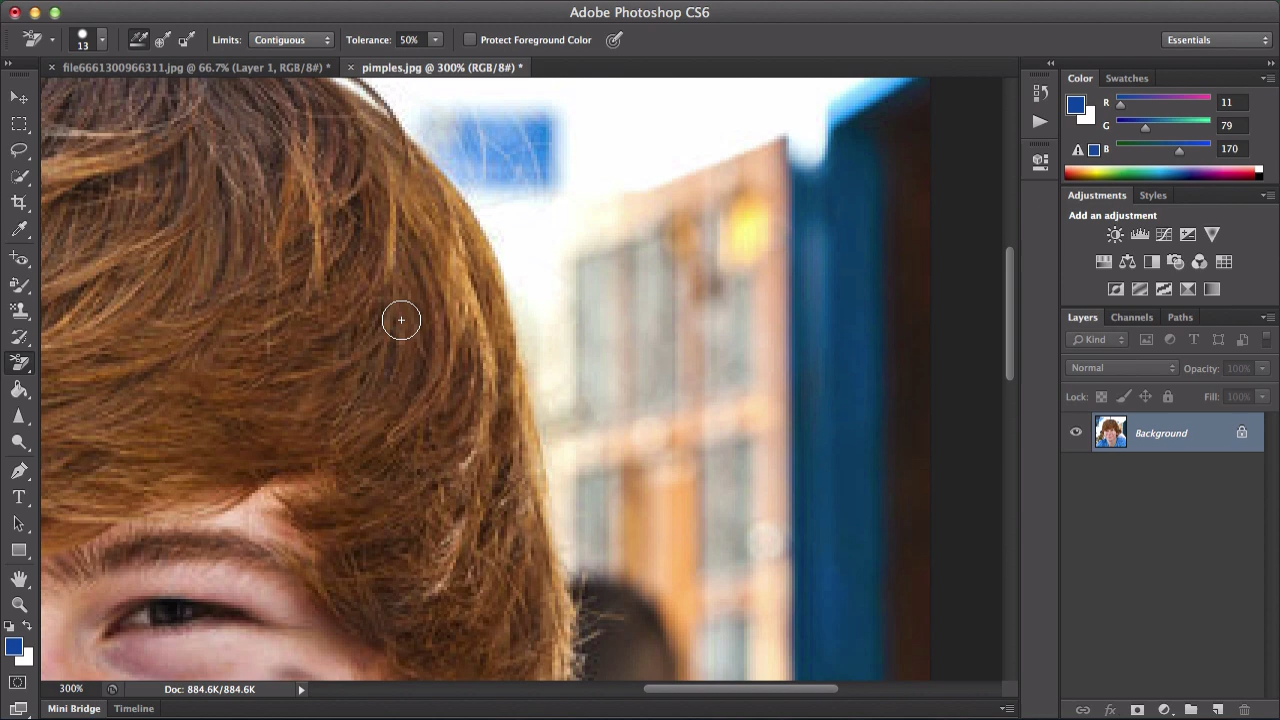 Adobe Photoshop CS6
13 Limits: Contiguous Tolerance: 50% Protect Foreground Color Essentials
× file6661300966311.jpg @ 66.7% (Layer 1, RGB/8#) * × pimples.jpg @ 300% (RGB/8#) *
Color Swatches
R 11
G 79
B 170
Adjustments Styles
Add an adjustment
Layers Channels Paths
Kind T
Normal Opacity: 100%
Lock: Fill: 100%
Background
T
300% Doc: 884.6K/884.6K
Mini Bridge Timeline
fx